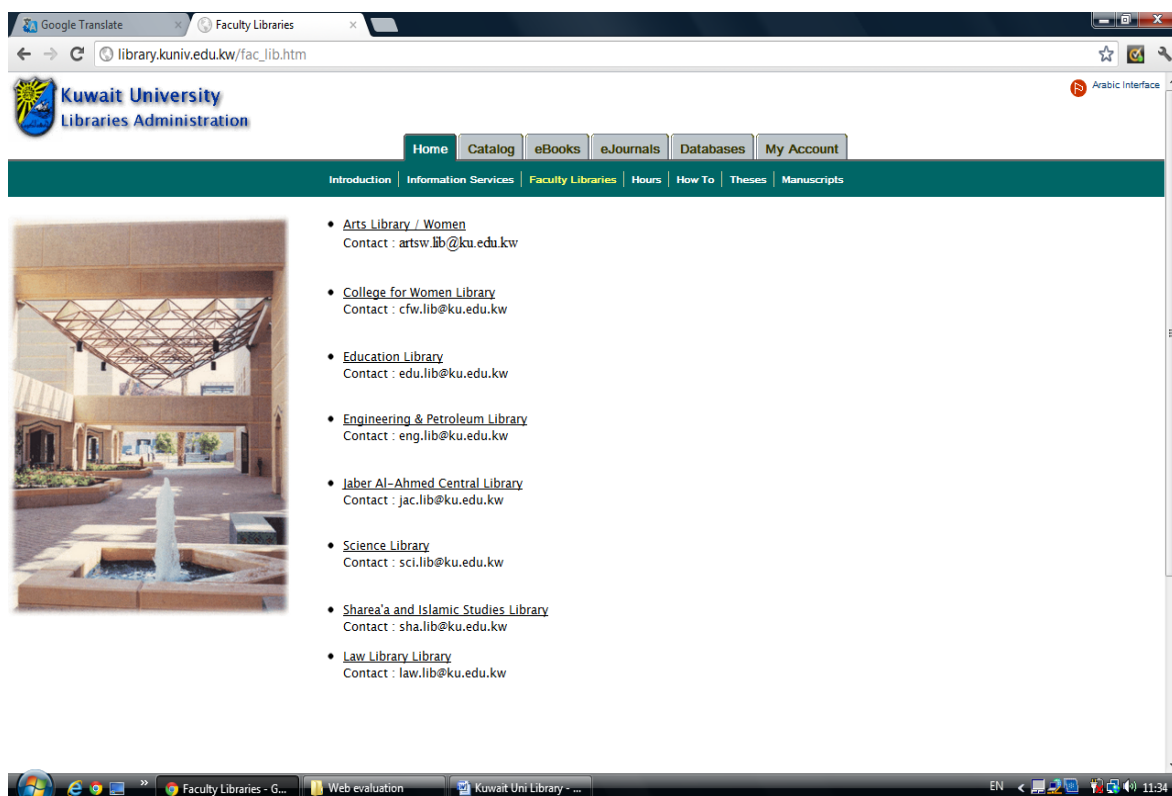 Google Translate
Faculty Libraries
library.kuniv.edu.kw/fac_lib.htm
Kuwait University
Libraries Administration
Arabic Interface
Home Catalog eBooks eJournals Databases My Account
Introduction | Information Services | Faculty Libraries | Hours | How To | Theses | Manuscripts
• Arts Library / Women
Contact : artsw.lib@ku.edu.kw
• College for Women Library
Contact : cfw.lib@ku.edu.kw
• Education Library
Contact : edu.lib@ku.edu.kw
• Engineering & Petroleum Library
Contact : eng.lib@ku.edu.kw
• Jaber Al-Ahmed Central Library
Contact : jac.lib@ku.edu.kw
• Science Library
Contact : sci.lib@ku.edu.kw
• Sharea'a and Islamic Studies Library
Contact : sha.lib@ku.edu.kw
• Law Library Library
Contact : law.lib@ku.edu.kw
Faculty Libraries - G... Web evaluation Kuwait Uni Library - ... EN 11:34